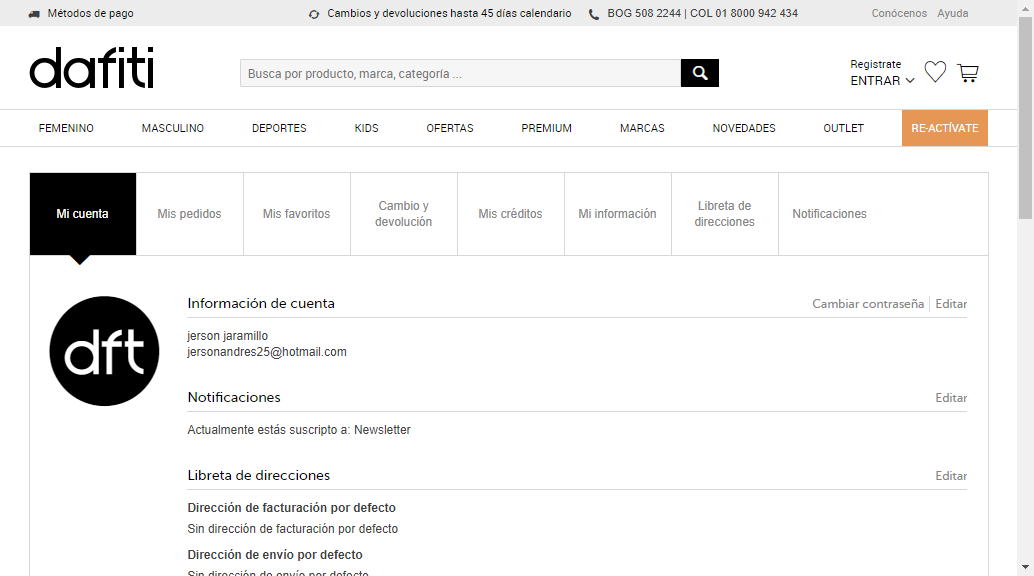 Métodos de pago
Cambios y devoluciones hasta 45 días calendario
BOG 508 2244 | COL 01 8000 942 434
Conócenos Ayuda
dafiti
Busca por producto, marca, categoría ...
Registrate
ENTRAR
FEMENINO MASCULINO DEPORTES KIDS OFERTAS PREMIUM MARCAS NOVEDADES OUTLET RE-ACTÍVATE
Mi cuenta
Mis pedidos
Mis favoritos
Cambio y
devolución
Mis créditos
Mi información
Libreta de
direcciones
Notificaciones
dft
Información de cuenta
Cambiar contraseña | Editar
jerson jaramillo
jersonandres25@hotmail.com
Notificaciones
Editar
Actualmente estás suscripto a: Newsletter
Libreta de direcciones
Editar
Dirección de facturación por defecto
Sin dirección de facturación por defecto
Dirección de envío por defecto
Sin dirección de envío por defecto